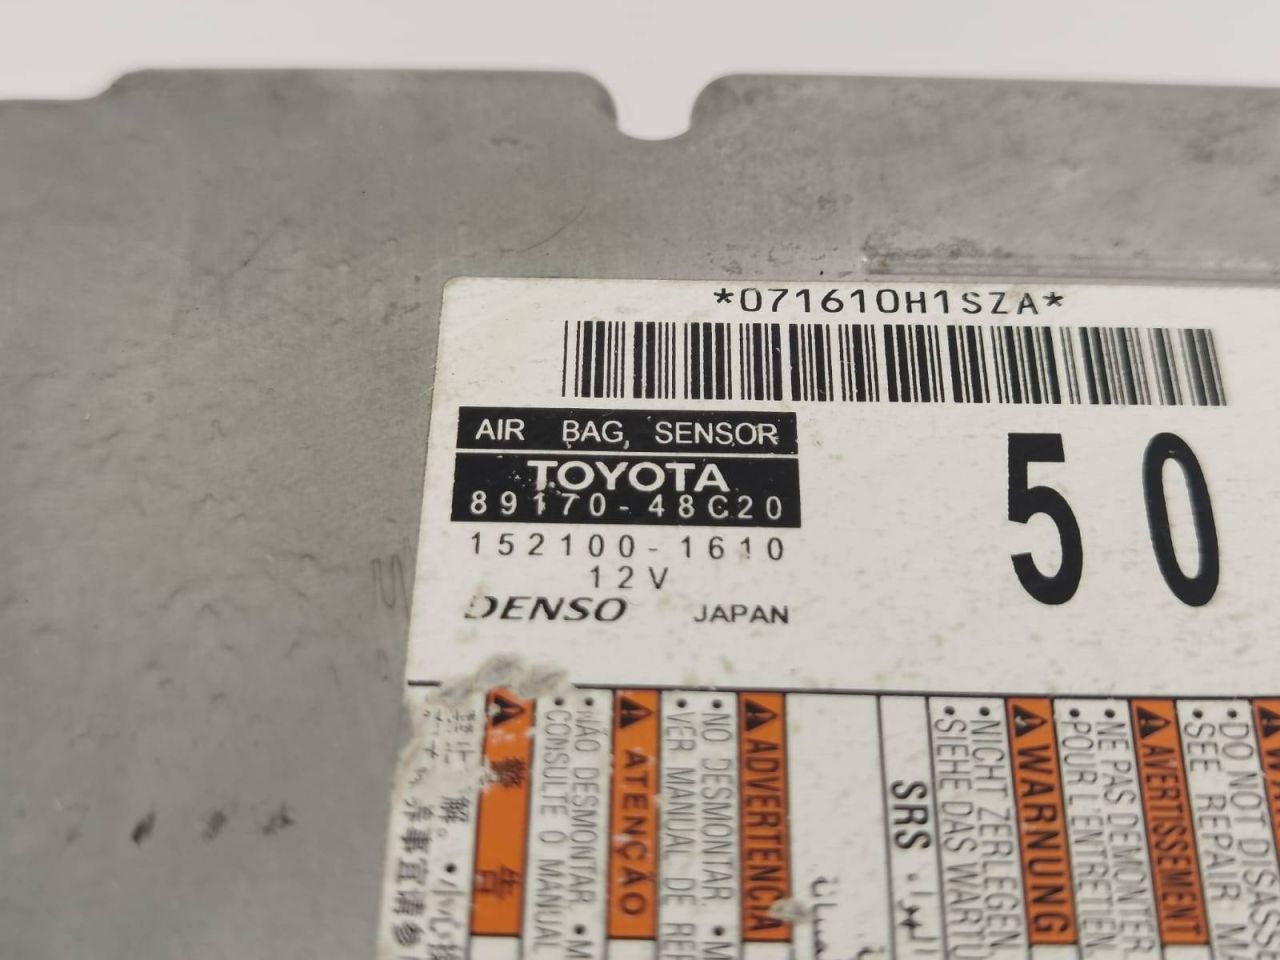 *071610H1SZA*
AIR BAG, SENSOR
TOYOTA
89170-48C20
152100-1610
12V
DENSO JAPAN
50
警告
ATENÇÃO
• NÃO DESMONTAR.
• CONSULTE O MANUAL
ADVERTENCIA
• NO DESMONTAR.
• VER MANUAL DE
SRS
WARNUNG
• NICHT ZERLEGEN
• SIEHE DAS
AVERTISSEMENT
• NE PAS DEMONTER
• POUR L'ENTRETIEN
• DO NOT
• SEE REPAIR